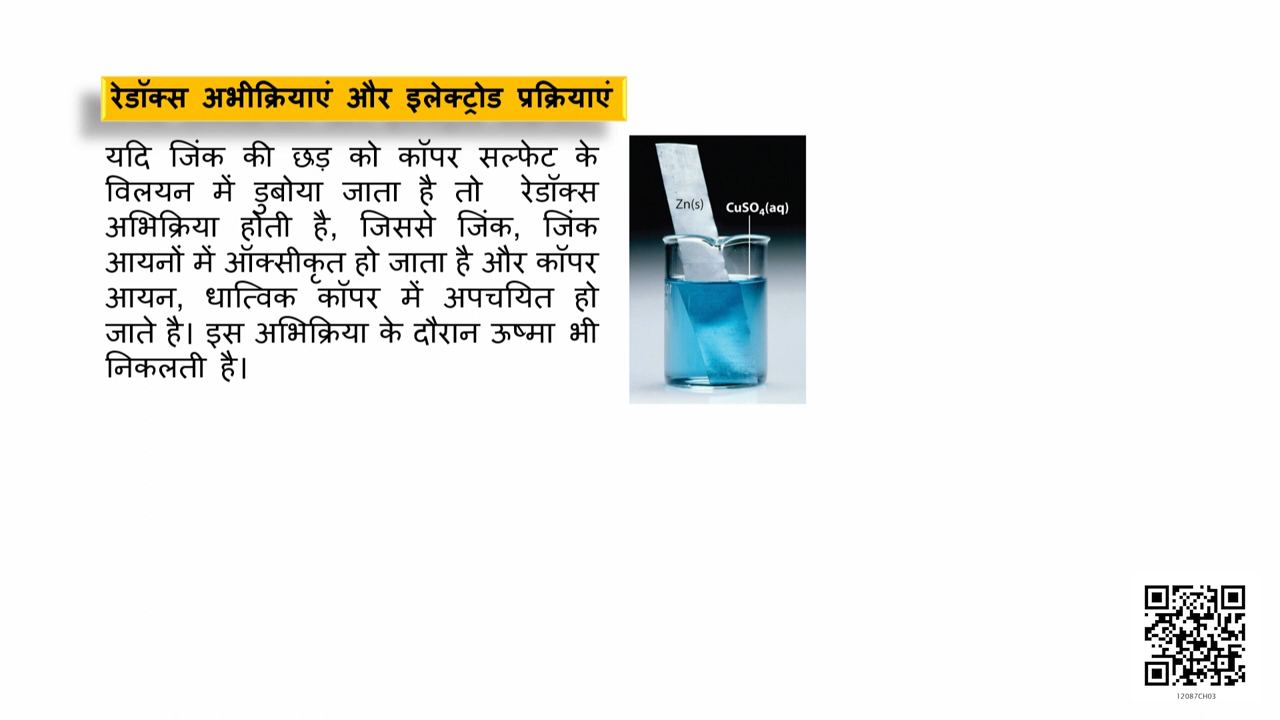 रेडॉक्स अभीक्रियाएं और इलेक्ट्रोड प्रक्रियाएं
यदि जिंक की छड़ को कॉपर सल्फेट के
विलयन में डुबोया जाता है तो रेडॉक्स
अभिक्रिया होती है, जिससे जिंक, जिंक
आयनों में ऑक्सीकृत हो जाता है और कॉपर
आयन, धात्विक कॉपर में अपचयित हो
जाते है। इस अभिक्रिया के दौरान ऊष्मा भी
निकलती है।
Zn(s)
CuSO₄(aq)
12087CH03